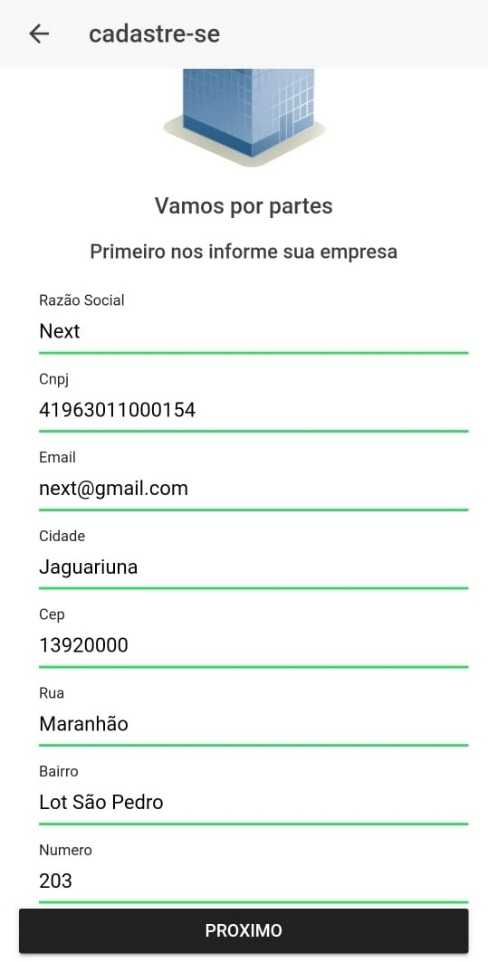 cadastre-se
Vamos por partes
Primeiro nos informe sua empresa
Razão Social
Next
Cnpj
41963011000154
Email
next@gmail.com
Cidade
Jaguariuna
Cep
13920000
Rua
Maranhão
Bairro
Lot São Pedro
Numero
203
PROXIMO